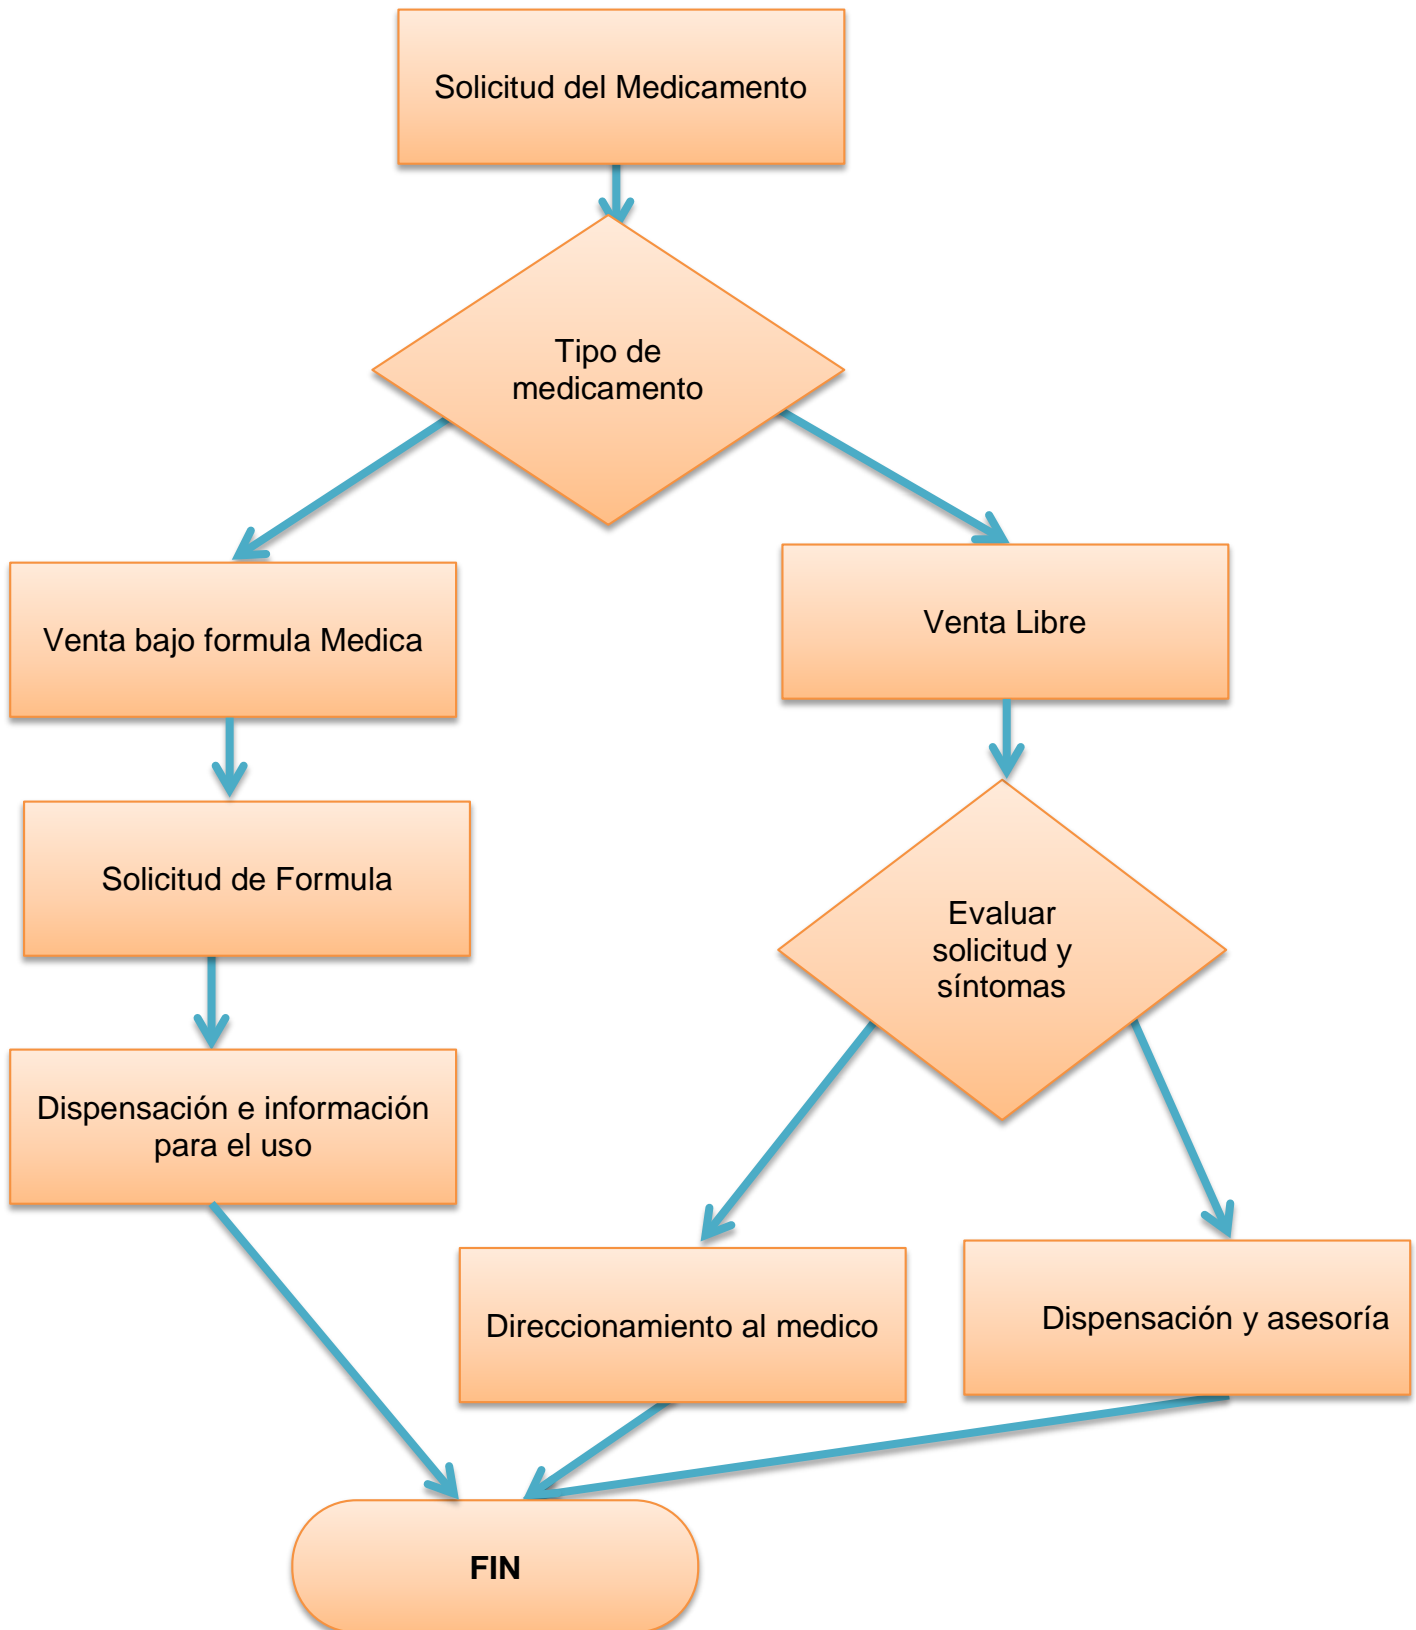 Solicitud del Medicamento
Tipo de
medicamento
Venta bajo formula Medica
Venta Libre
Solicitud de Formula
Evaluar
solicitud y
síntomas
Dispensación e información
para el uso
Direccionamiento al medico
Dispensación y asesoría
FIN